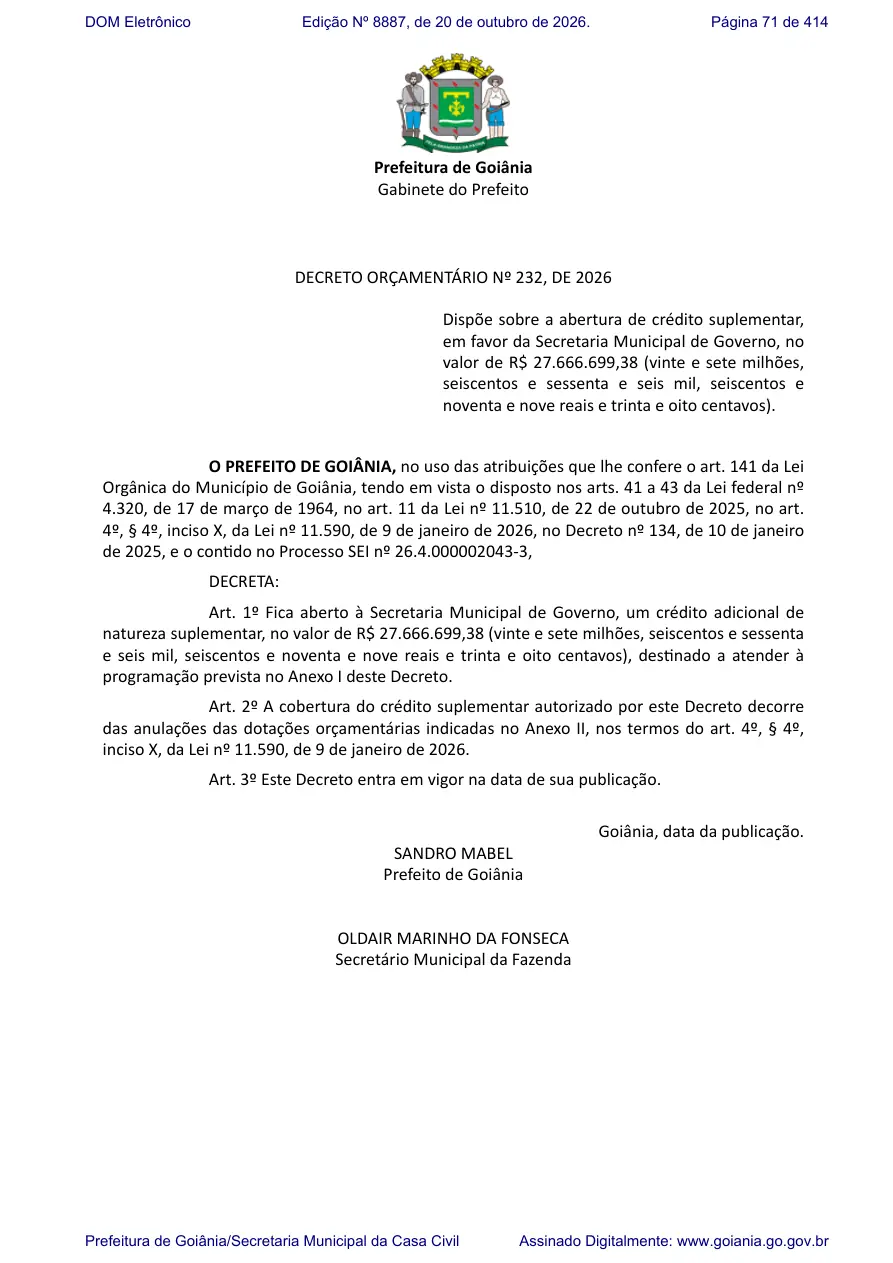 DOM Eletrônico Edição Nº 8887, de 20 de outubro de 2026. Página 71 de 414
Prefeitura de Goiânia
Gabinete do Prefeito
DECRETO ORÇAMENTÁRIO Nº 232, DE 2026
Dispõe sobre a abertura de crédito suplementar,
em favor da Secretaria Municipal de Governo, no
valor de R$ 27.666.699,38 (vinte e sete milhões,
seiscentos e sessenta e seis mil, seiscentos e
noventa e nove reais e trinta e oito centavos).
O PREFEITO DE GOIÂNIA, no uso das atribuições que lhe confere o art. 141 da Lei
Orgânica do Município de Goiânia, tendo em vista o disposto nos arts. 41 a 43 da Lei federal nº
4.320, de 17 de março de 1964, no art. 11 da Lei nº 11.510, de 22 de outubro de 2025, no art.
4º, § 4º, inciso X, da Lei nº 11.590, de 9 de janeiro de 2026, no Decreto nº 134, de 10 de janeiro
de 2025, e o contido no Processo SEI nº 26.4.000002043-3,
DECRETA:
Art. 1º Fica aberto à Secretaria Municipal de Governo, um crédito adicional de
natureza suplementar, no valor de R$ 27.666.699,38 (vinte e sete milhões, seiscentos e sessenta
e seis mil, seiscentos e noventa e nove reais e trinta e oito centavos), destinado a atender à
programação prevista no Anexo I deste Decreto.
Art. 2º A cobertura do crédito suplementar autorizado por este Decreto decorre
das anulações das dotações orçamentárias indicadas no Anexo II, nos termos do art. 4º, § 4º,
inciso X, da Lei nº 11.590, de 9 de janeiro de 2026.
Art. 3º Este Decreto entra em vigor na data de sua publicação.
Goiânia, data da publicação.
SANDRO MABEL
Prefeito de Goiânia
OLDAIR MARINHO DA FONSECA
Secretário Municipal da Fazenda
Prefeitura de Goiânia/Secretaria Municipal da Casa Civil Assinado Digitalmente: www.goiania.go.gov.br